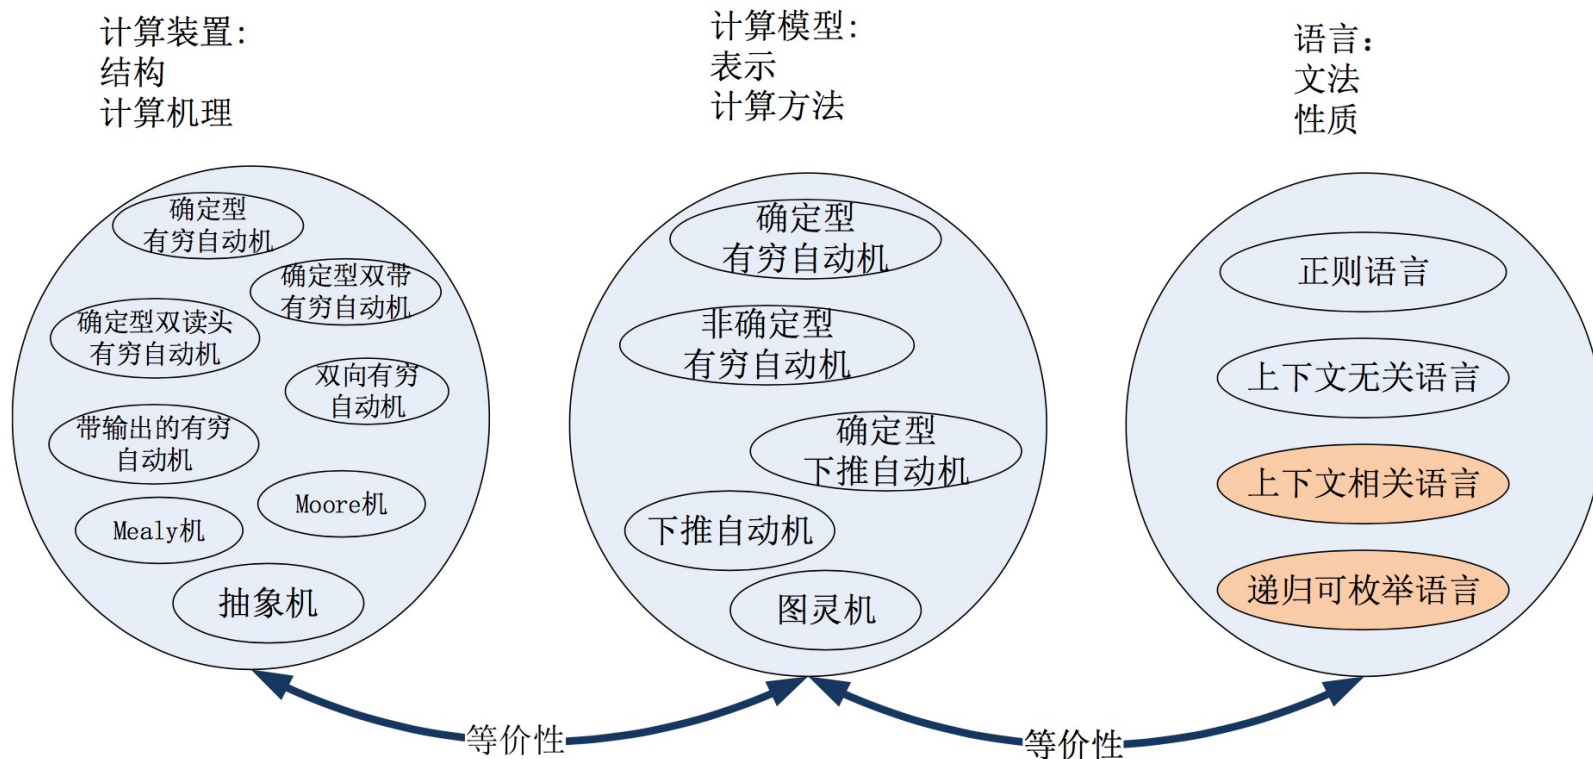 计算装置:
结构
计算机理
计算模型:
表示
计算方法
语言：
文法
性质
确定型
有穷自动机
确定型双带
有穷自动机
确定型双读头
有穷自动机
双向有穷
自动机
带输出的有穷
自动机
Moore机
Mealy机
抽象机
确定型
有穷自动机
非确定型
有穷自动机
确定型
下推自动机
下推自动机
图灵机
正则语言
上下文无关语言
上下文相关语言
递归可枚举语言
等价性
等价性